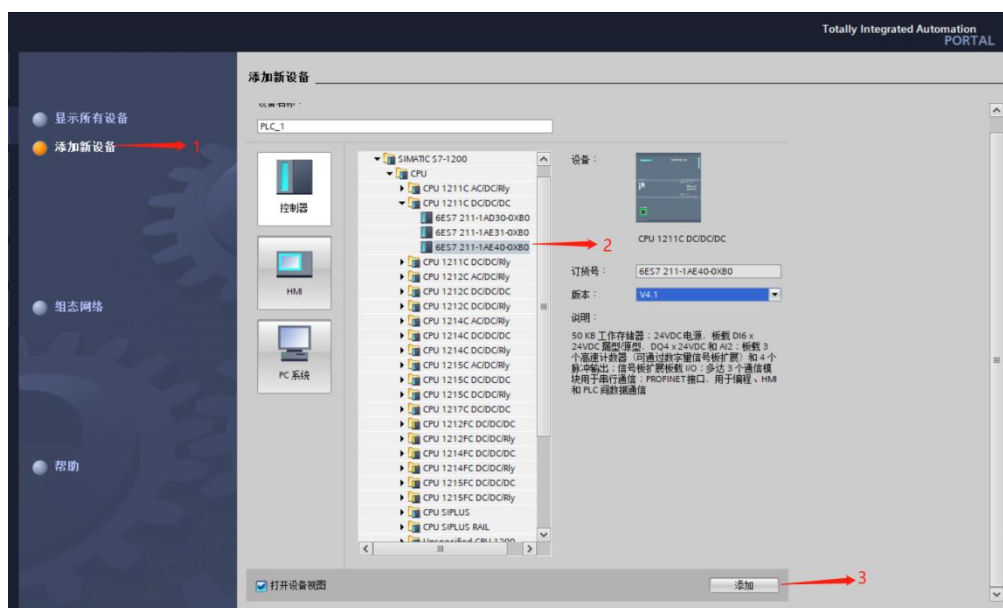 Totally Integrated Automation
PORTAL
添加新设备
设备名称：
PLC_1
显示所有设备
添加新设备
1
组态网络
帮助
控制器
HMI
PC 系统
SIMATIC S7-1200
CPU
CPU 1211C AC/DC/Rly
CPU 1211C DC/DC/DC
6ES7 211-1AD30-0XB0
6ES7 211-1AE31-0XB0
6ES7 211-1AE40-0XB0
2
CPU 1211C DC/DC/Rly
CPU 1212C AC/DC/Rly
CPU 1212C DC/DC/DC
CPU 1212C DC/DC/Rly
CPU 1214C AC/DC/Rly
CPU 1214C DC/DC/DC
CPU 1214C DC/DC/Rly
CPU 1215C AC/DC/Rly
CPU 1215C DC/DC/DC
CPU 1215C DC/DC/Rly
CPU 1217C DC/DC/DC
CPU 1212FC DC/DC/DC
CPU 1212FC DC/DC/Rly
CPU 1214FC DC/DC/DC
CPU 1214FC DC/DC/Rly
CPU 1215FC DC/DC/DC
CPU 1215FC DC/DC/Rly
CPU SIPLUS
CPU SIPLUS RAIL
Unspecified CPU 1200
设备：
CPU 1211C DC/DC/DC
订货号：
6ES7 211-1AE40-0XB0
版本：
V4.1
说明：
50 KB 工作存储器；24VDC 电源，板载 DI6 x
24VDC 漏型/源型，DQ4 x 24VDC 和 AI2；板载 3
个高速计数器（可通过数字量信号板扩展）和 4 个
脉冲输出；信号板扩展板载 I/O；多达 3 个通信模
块用于串行通信；PROFINET 接口，用于编程、HMI
和 PLC 间数据通信
打开设备视图
添加
3